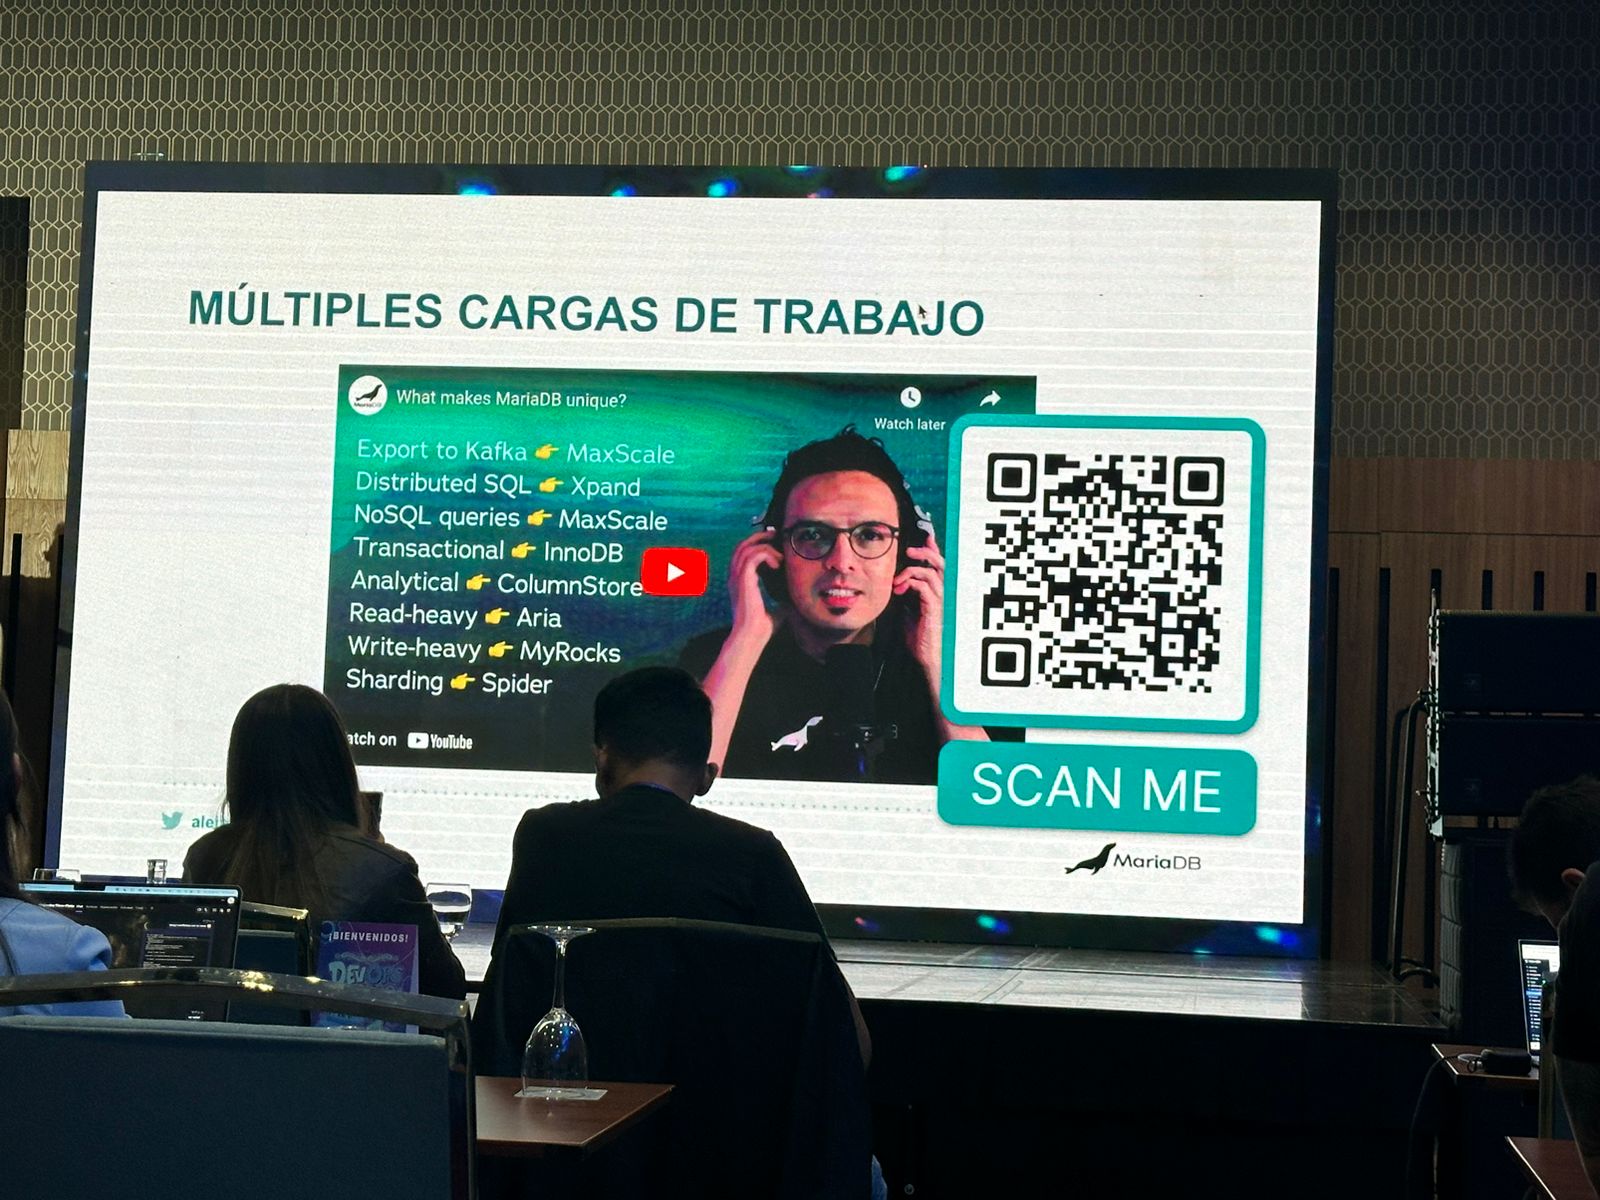 MÚLTIPLES CARGAS DE TRABAJO
What makes MariaDB unique?
Watch later
Export to Kafka 👉 MaxScale
Distributed SQL 👉 Xpand
NoSQL queries 👉 MaxScale
Transactional 👉 InnoDB
Analytical 👉 ColumnStore
Read-heavy 👉 Aria
Write-heavy 👉 MyRocks
Sharding 👉 Spider
atch on YouTube
SCAN ME
MariaDB
¡BIENVENIDOS!
DevOps